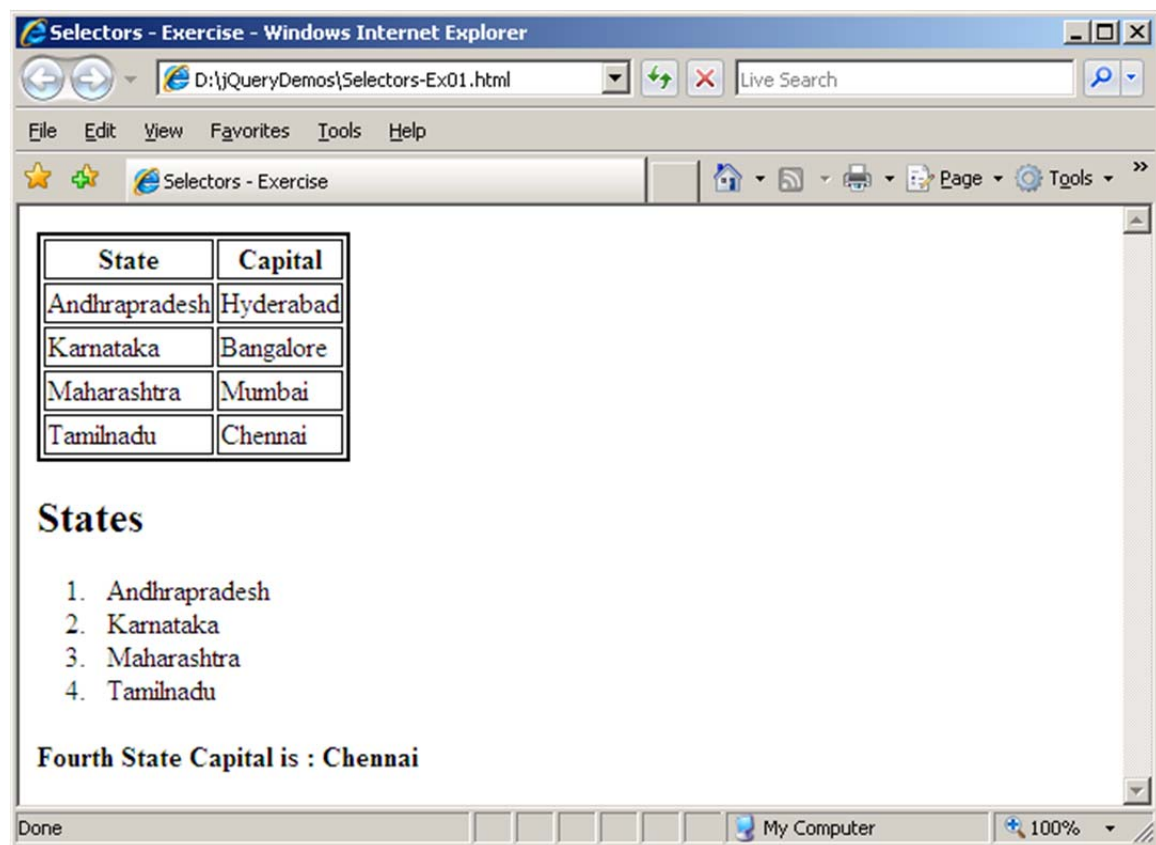 Selectors - Exercise - Windows Internet Explorer
D:\jQueryDemos\Selectors-Ex01.html
Live Search
File Edit View Favorites Tools Help
Selectors - Exercise
Page Tools »
State Capital
Andhrapradesh Hyderabad
Karnataka Bangalore
Maharashtra Mumbai
Tamilnadu Chennai
States
1. Andhrapradesh
2. Karnataka
3. Maharashtra
4. Tamilnadu
Fourth State Capital is : Chennai
Done My Computer 100%